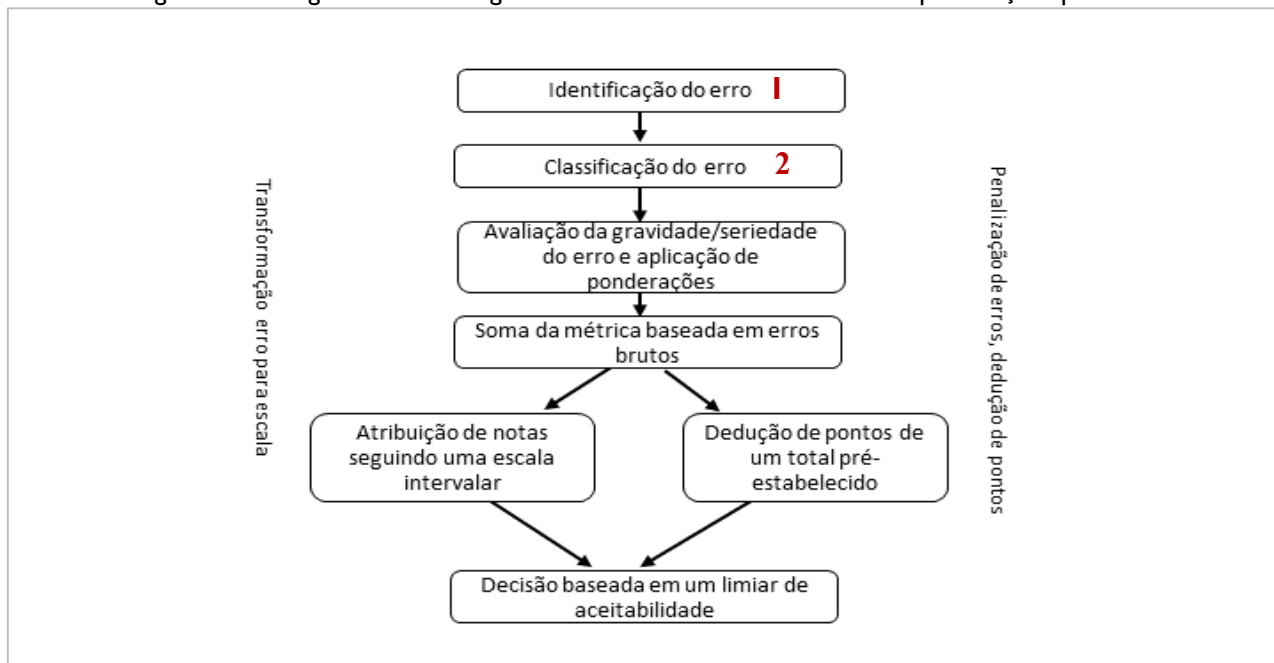 Identificação do erro 1
Classificação do erro 2
Avaliação da gravidade/seriedade
do erro e aplicação de
ponderações
Soma da métrica baseada em erros
brutos
Atribuição de notas
seguindo uma escala
intervalar
Dedução de pontos de
um total pré-
estabelecido
Decisão baseada em um limiar de
aceitabilidade
Transformação erro para escala
Penalização de erros, dedução de pontos